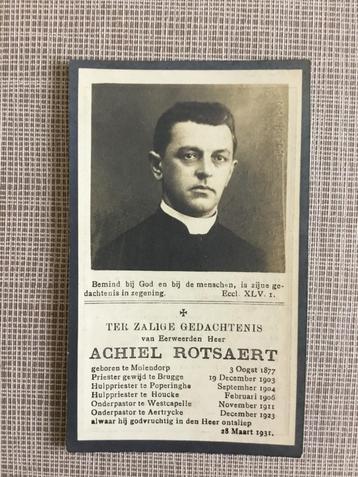 Bemind bij God en bij de menschen, is zijne ge-
dachtenis in zegening. Eccl. XLV. 1.
✠
TER ZALIGE GEDACHTENIS
van Eerweerden Heer
ACHIEL ROTSAERT
geboren te Molendorp 3 Oogst 1877
Priester gewijd te Brugge 19 December 1903
Hulppriester te Poperinghe September 1904
Hulppriester te Houcke Februari 1906
Onderpastor te Westcapelle November 1911
Onderpastor te Aertrycke December 1923
alwaar hij godvruchtig in den Heer ontsliep
28 Maart 1931.